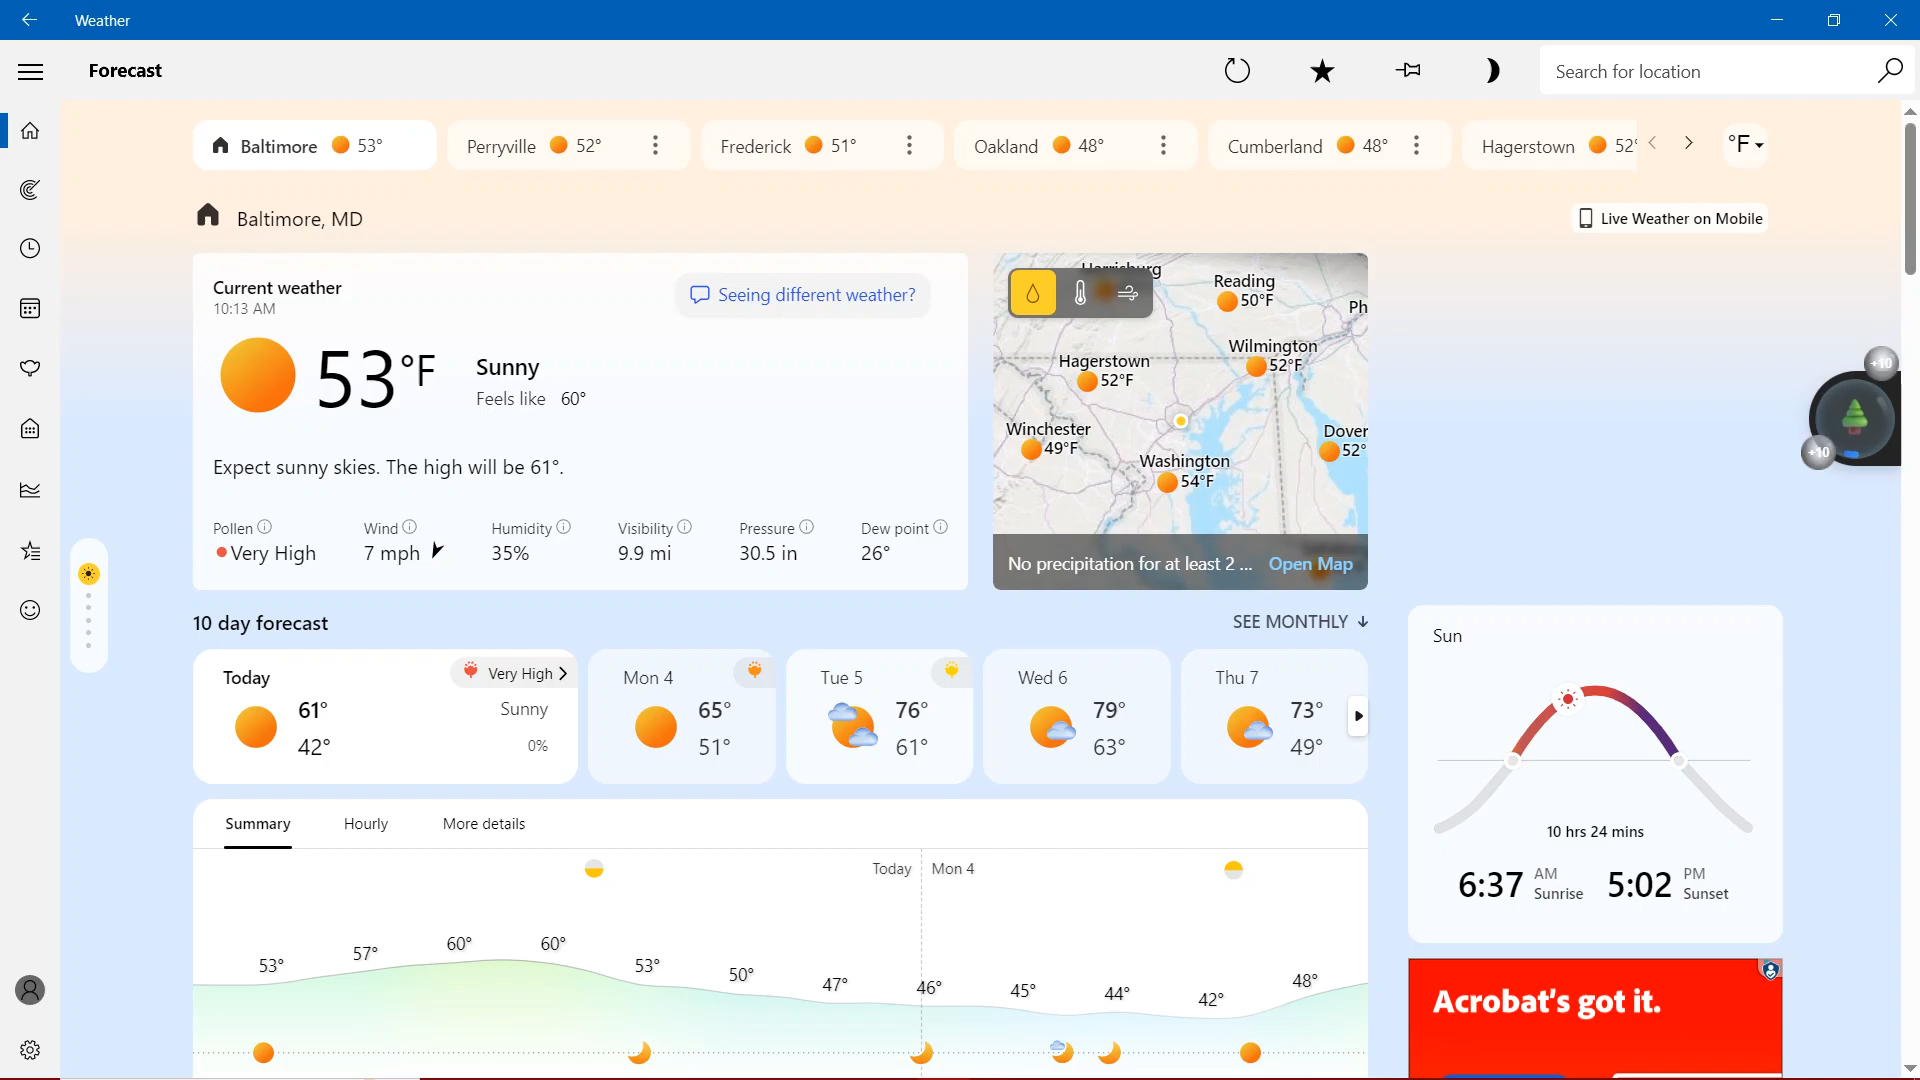 Weather
Forecast
Search for location
Baltimore 53°
Perryville 52°
Frederick 51°
Oakland 48°
Cumberland 48°
Hagerstown 52°
°F
Baltimore, MD
Live Weather on Mobile
Current weather
10:13 AM
Seeing different weather?
53°F
Sunny
Feels like 60°
Expect sunny skies. The high will be 61°.
Pollen Wind Humidity Visibility Pressure Dew point
Very High 7 mph 35% 9.9 mi 30.5 in 26°
Harrisburg
Reading
50°F
Ph
Wilmington
52°F
Hagerstown
52°F
Winchester
49°F
Dover
52°
Washington
54°F
No precipitation for at least 2 ... Open Map
+10
+10
10 day forecast
SEE MONTHLY
Today Very High
61° Sunny
42° 0%
Mon 4
65°
51°
Tue 5
76°
61°
Wed 6
79°
63°
Thu 7
73°
49°
Sun
10 hrs 24 mins
6:37 AM Sunrise
5:02 PM Sunset
Summary Hourly More details
Today Mon 4
53° 57° 60° 60° 53° 50° 47° 46° 45° 44° 42° 48°
Acrobat's got it.